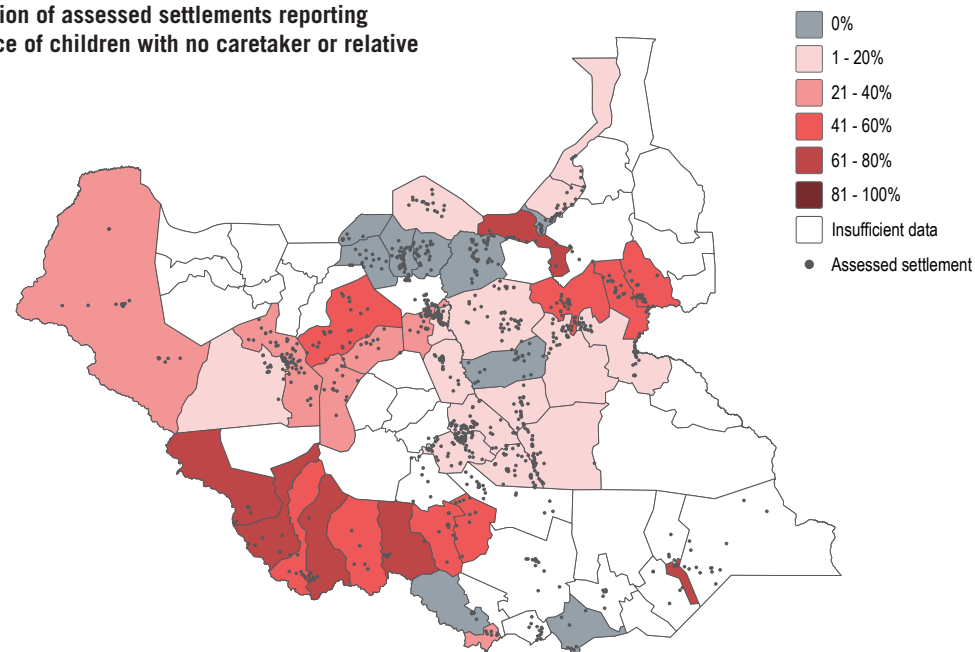 ion of assessed settlements reporting
ce of children with no caretaker or relative
0%
1 - 20%
21 - 40%
41 - 60%
61 - 80%
81 - 100%
Insufficient data
Assessed settlement